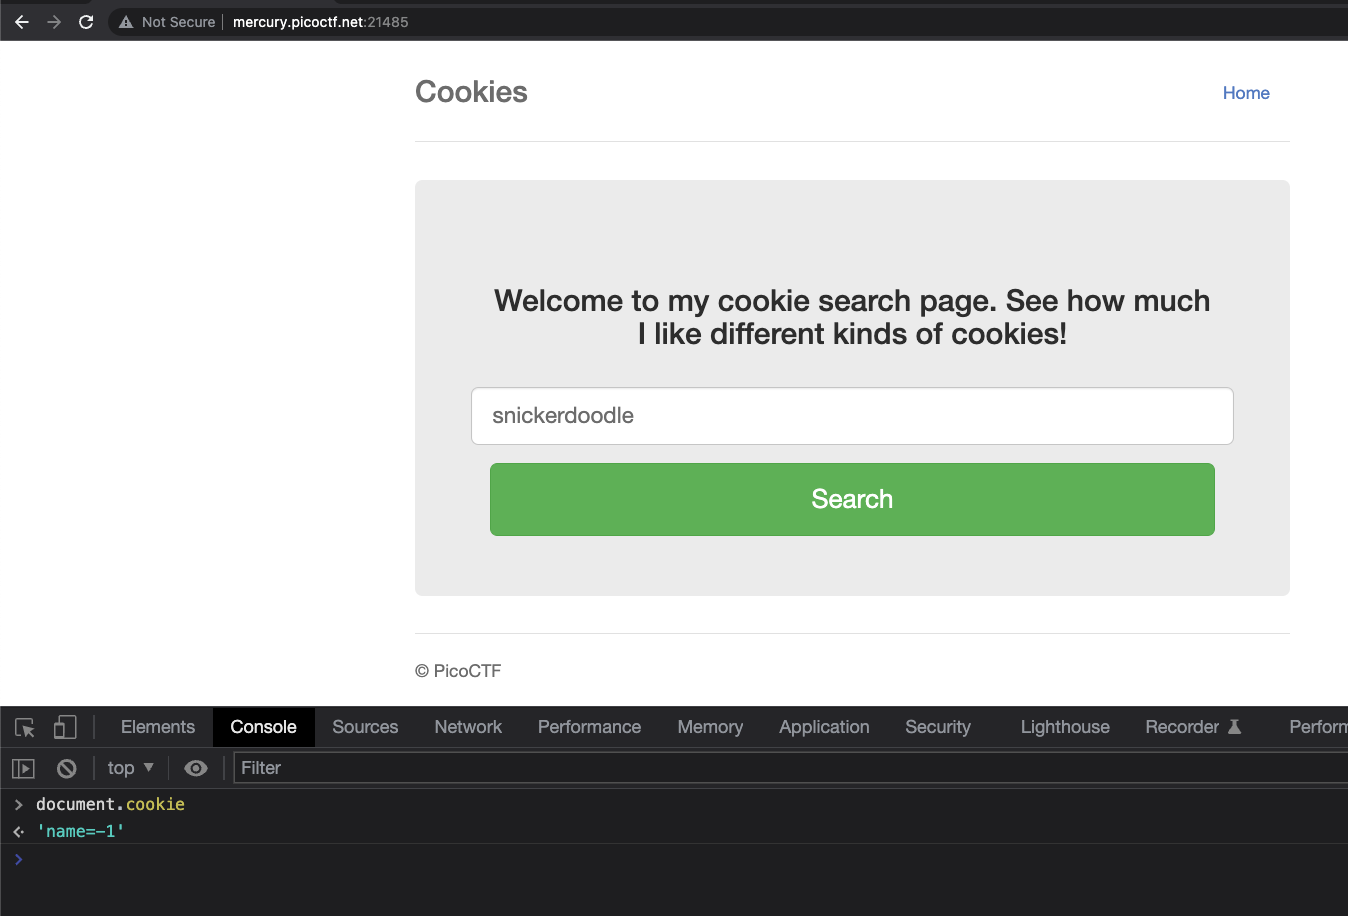 Not Secure | mercury.picoctf.net:21485
Cookies
Home
Welcome to my cookie search page. See how much
I like different kinds of cookies!
snickerdoodle
Search
© PicoCTF
Elements Console Sources Network Performance Memory Application Security Lighthouse Recorder Perform
top ▼ Filter
> document.cookie
'name=-1'
>